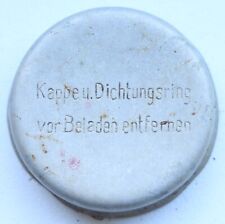 Kappe u. Dichtungsring
vor Beladen entfernen